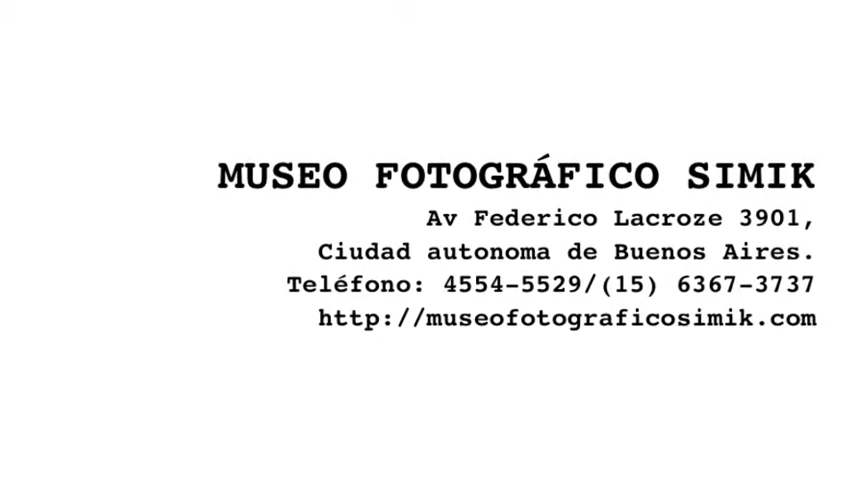 MUSEO FOTOGRÁFICO SIMIK
Av Federico Lacroze 3901,
Ciudad autonoma de Buenos Aires.
Teléfono: 4554-5529/(15) 6367-3737
http://museofotograficosimik.com